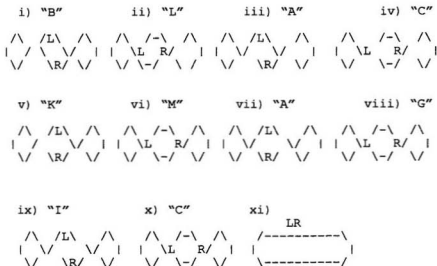 i) "B" ii) "L" iii) "A" iv) "C"
/\ /L\ /\ /\ /-\ /\ /\ /L\ /\ /\ /-\ /\
| \/ \ \/ | | \L R/ | | \/ \ \/ | | \L R/ |
\/ \R/ \/ \/ \-/ \/ \/ \R/ \/ \/ \-/ \/
v) "K" vi) "M" vii) "A" viii) "G"
/\ /L\ /\ /\ /-\ /\ /\ /L\ /\ /\ /-\ /\
| / \ | | \L R/ | | \/ \ \/ | | \L R/ |
\/ \R/ \/ \/ \-/ \/ \/ \R/ \/ \/ \-/ \/
ix) "I" x) "C" xi)
LR
/\ /L\ /\ /\ /-\ /\ /----------\
| \/ \/ | | \L R/ | | |
\/ \R/ \/ \/ \-/ \/ \----------/